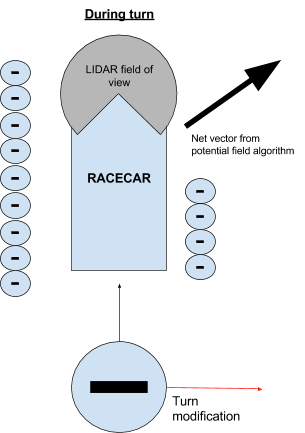 During turn
LIDAR field of
view
Net vector from
potential field algorithm
RACECAR
Turn
modification